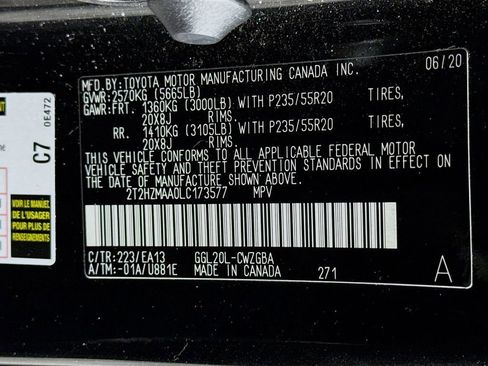 MFD. BY: TOYOTA MOTOR MANUFACTURING CANADA INC. 06/20
GVWR: 2570KG (5665LB)
GAWR: FRT. 1360KG (3000LB) WITH P235/55R20 TIRES,
20X8J RIMS.
RR. 1410KG (3105LB) WITH P235/55R20 TIRES,
20X8J RIMS.
THIS VEHICLE CONFORMS TO ALL APPLICABLE FEDERAL MOTOR
VEHICLE SAFETY AND THEFT PREVENTION STANDARDS IN EFFECT ON
THE DATE OF MANUFACTURE SHOWN ABOVE.
2T2HZMAA0LC173577 MPV
C/TR: 223/EA13 GGL20L-CWZGBA
A/TM: -01A/U881E MADE IN CANADA 271
A
C7
0E472
VOIR LE MANUEL
DE L'USAGER
POUR PLUS DE
RENSEIGNEMENTS